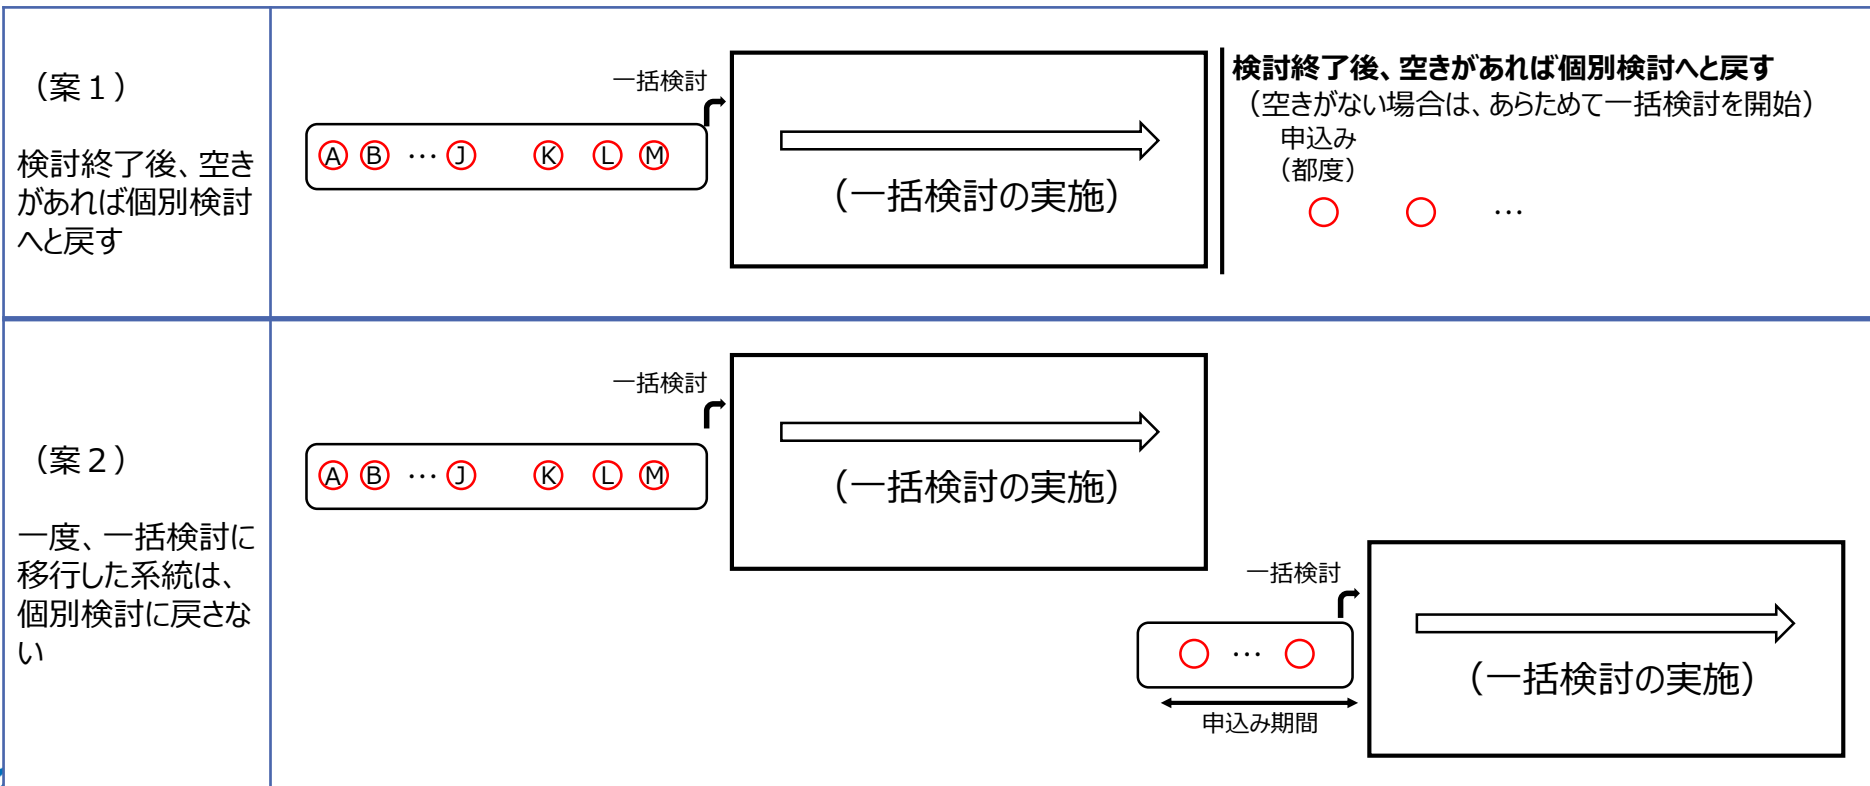 （案１）
検討終了後、空き
があれば個別検討
へと戻す
一括検討
A B … J K L M
（一括検討の実施）
検討終了後、空きがあれば個別検討へと戻す
（空きがない場合は、あらためて一括検討を開始）
申込み
（都度）
…
（案２）
一度、一括検討に
移行した系統は、
個別検討に戻さな
い
一括検討
A B … J K L M
（一括検討の実施）
一括検討
…
申込み期間
（一括検討の実施）